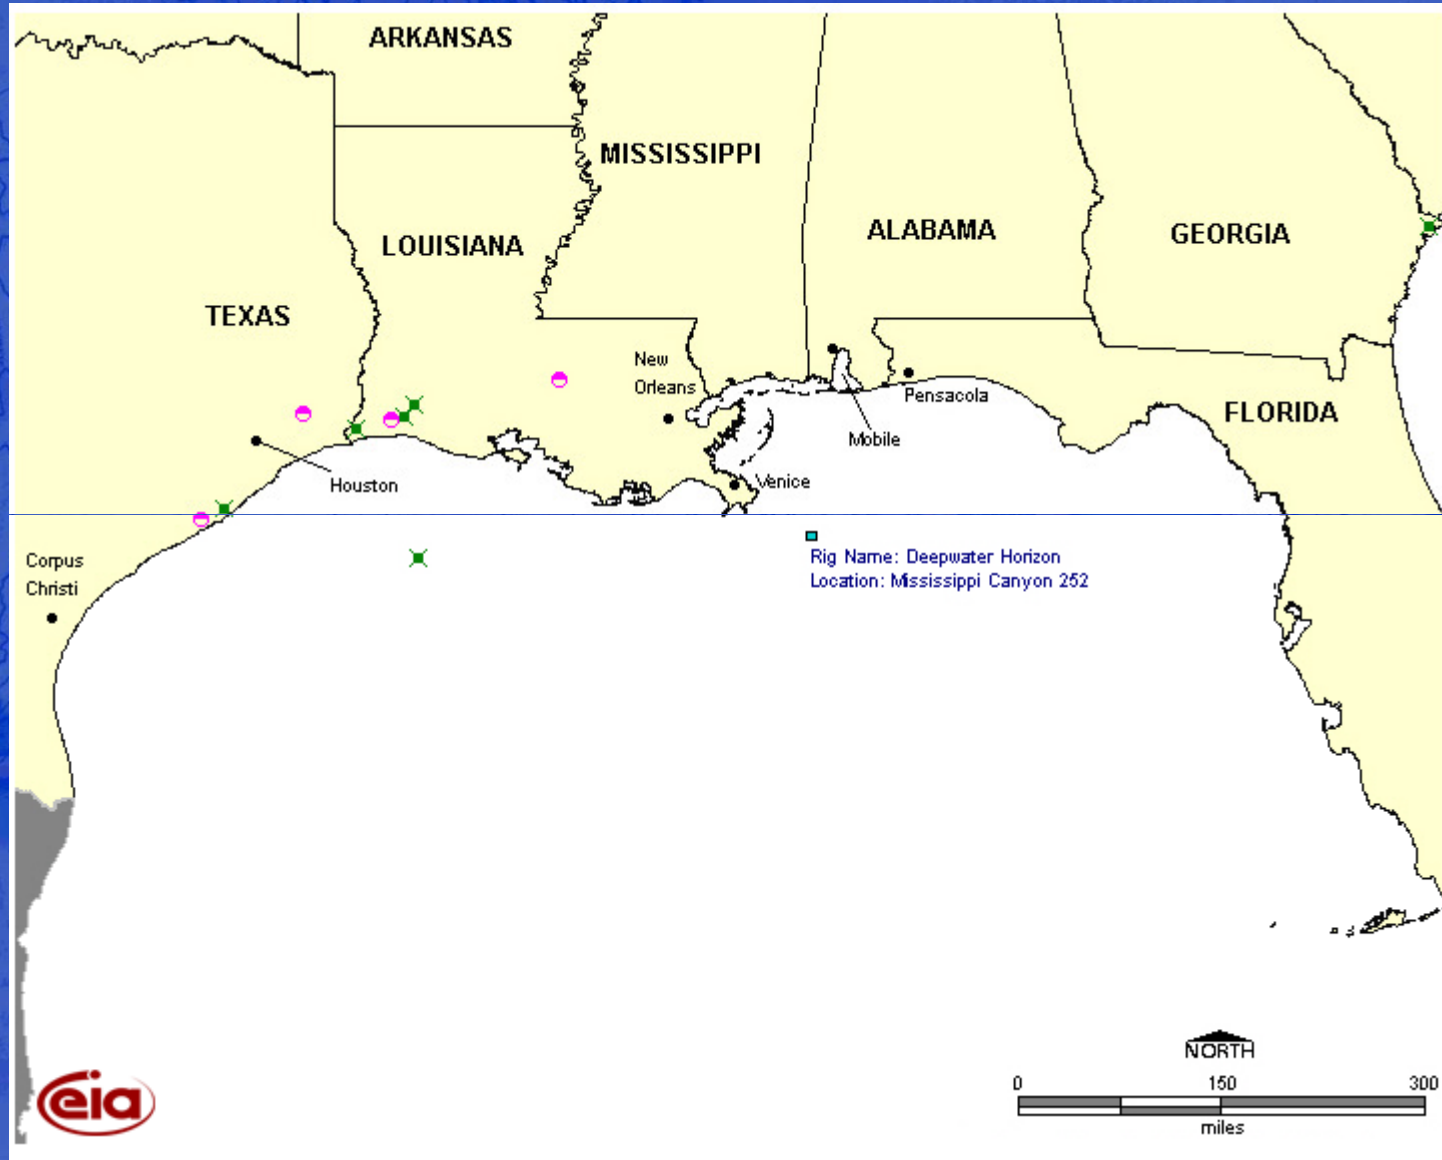 ARKANSAS
MISSISSIPPI
ALABAMA
GEORGIA
LOUISIANA
TEXAS
New
Orleans
Pensacola
FLORIDA
Mobile
Houston
Venice
Corpus
Christi
Rig Name: Deepwater Horizon
Location: Mississippi Canyon 252
NORTH
0 150 300
miles
eia